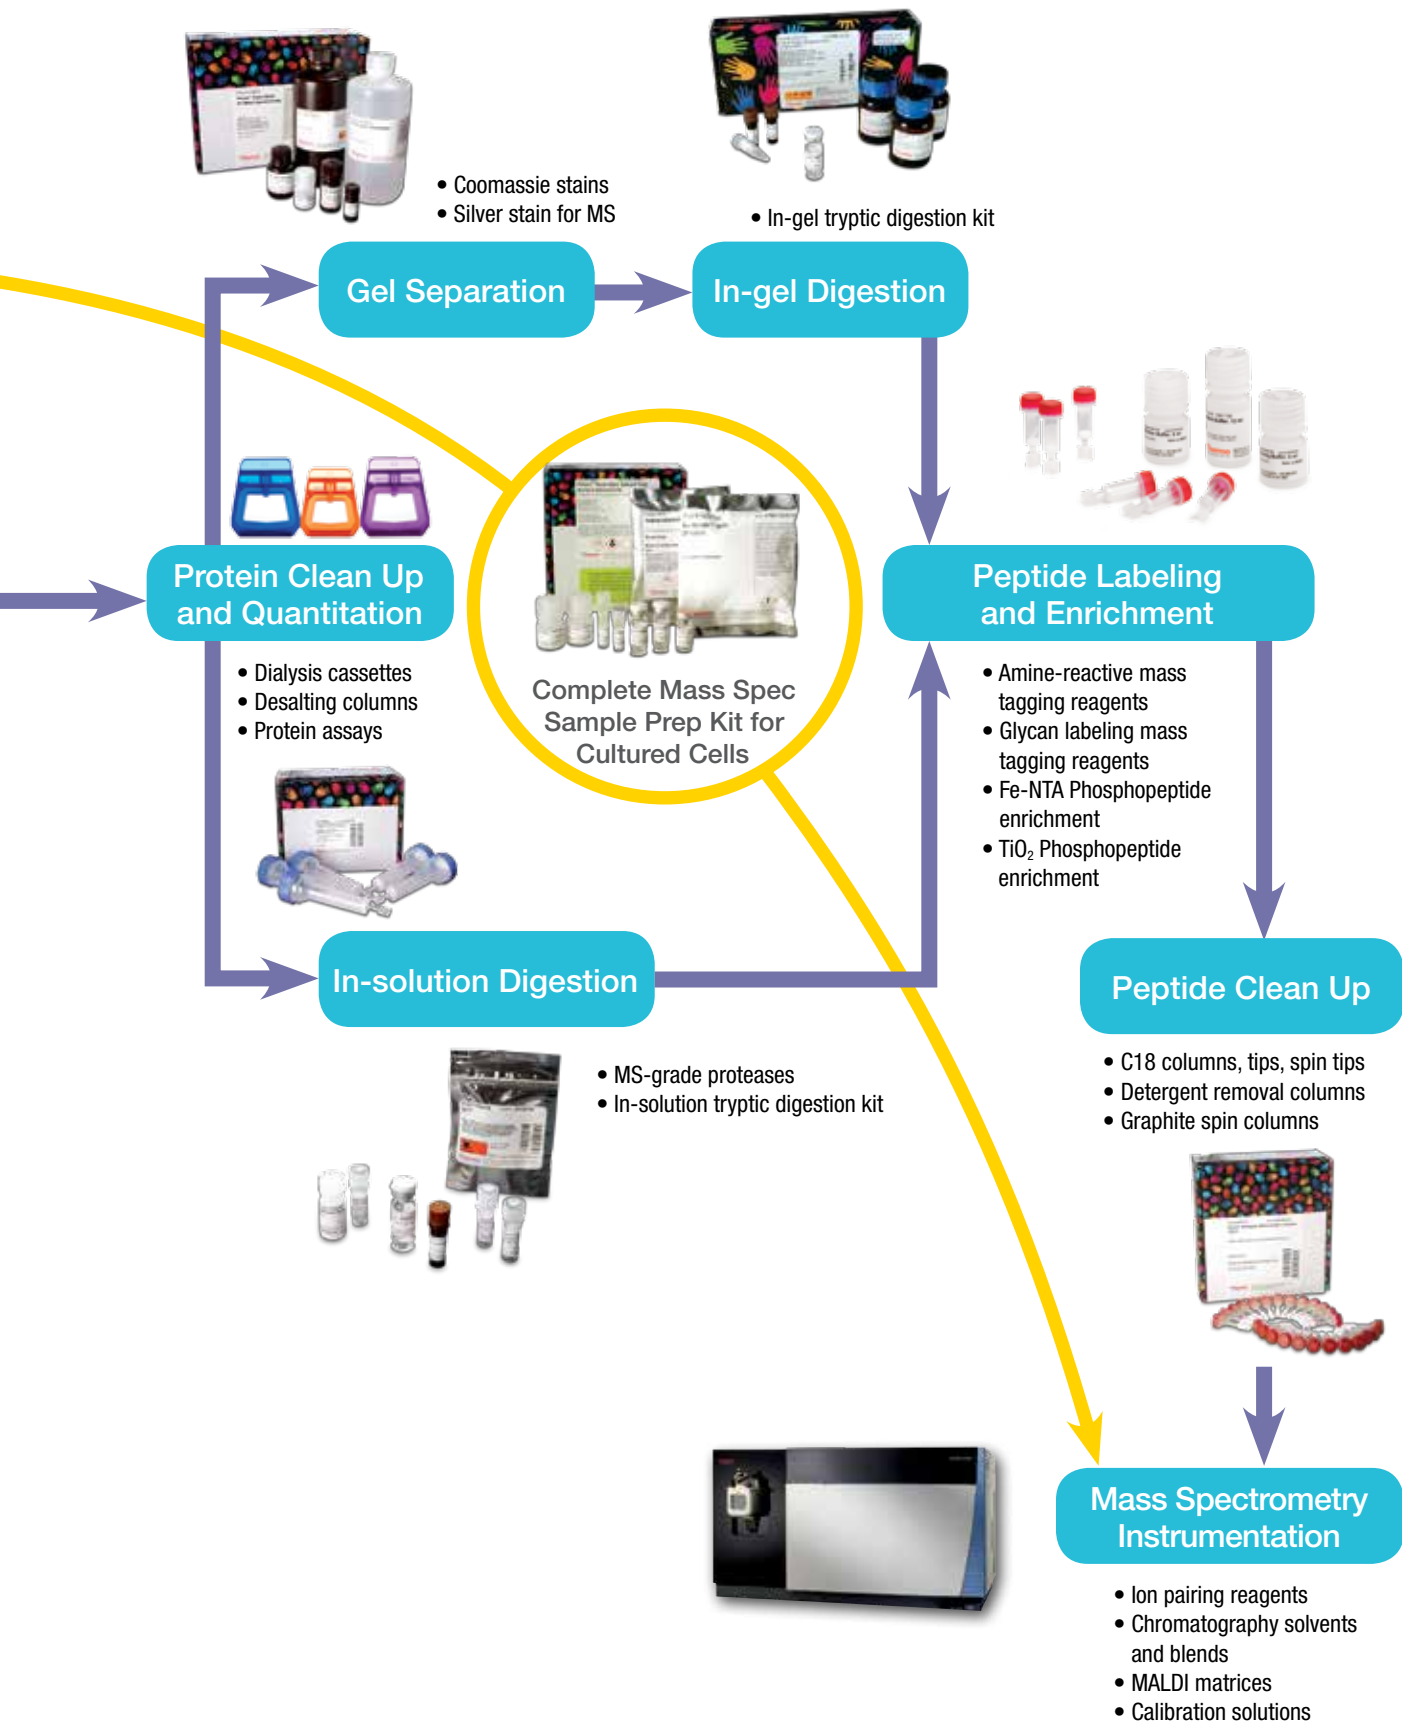 • Coomassie stains
• Silver stain for MS
• In-gel tryptic digestion kit
Gel Separation
In-gel Digestion
Protein Clean Up
and Quantitation
• Dialysis cassettes
• Desalting columns
• Protein assays
Complete Mass Spec
Sample Prep Kit for
Cultured Cells
Peptide Labeling
and Enrichment
• Amine-reactive mass
tagging reagents
• Glycan labeling mass
tagging reagents
• Fe-NTA Phosphopeptide
enrichment
• TiO₂ Phosphopeptide
enrichment
In-solution Digestion
• MS-grade proteases
• In-solution tryptic digestion kit
Peptide Clean Up
• C18 columns, tips, spin tips
• Detergent removal columns
• Graphite spin columns
Mass Spectrometry
Instrumentation
• Ion pairing reagents
• Chromatography solvents
and blends
• MALDI matrices
• Calibration solutions